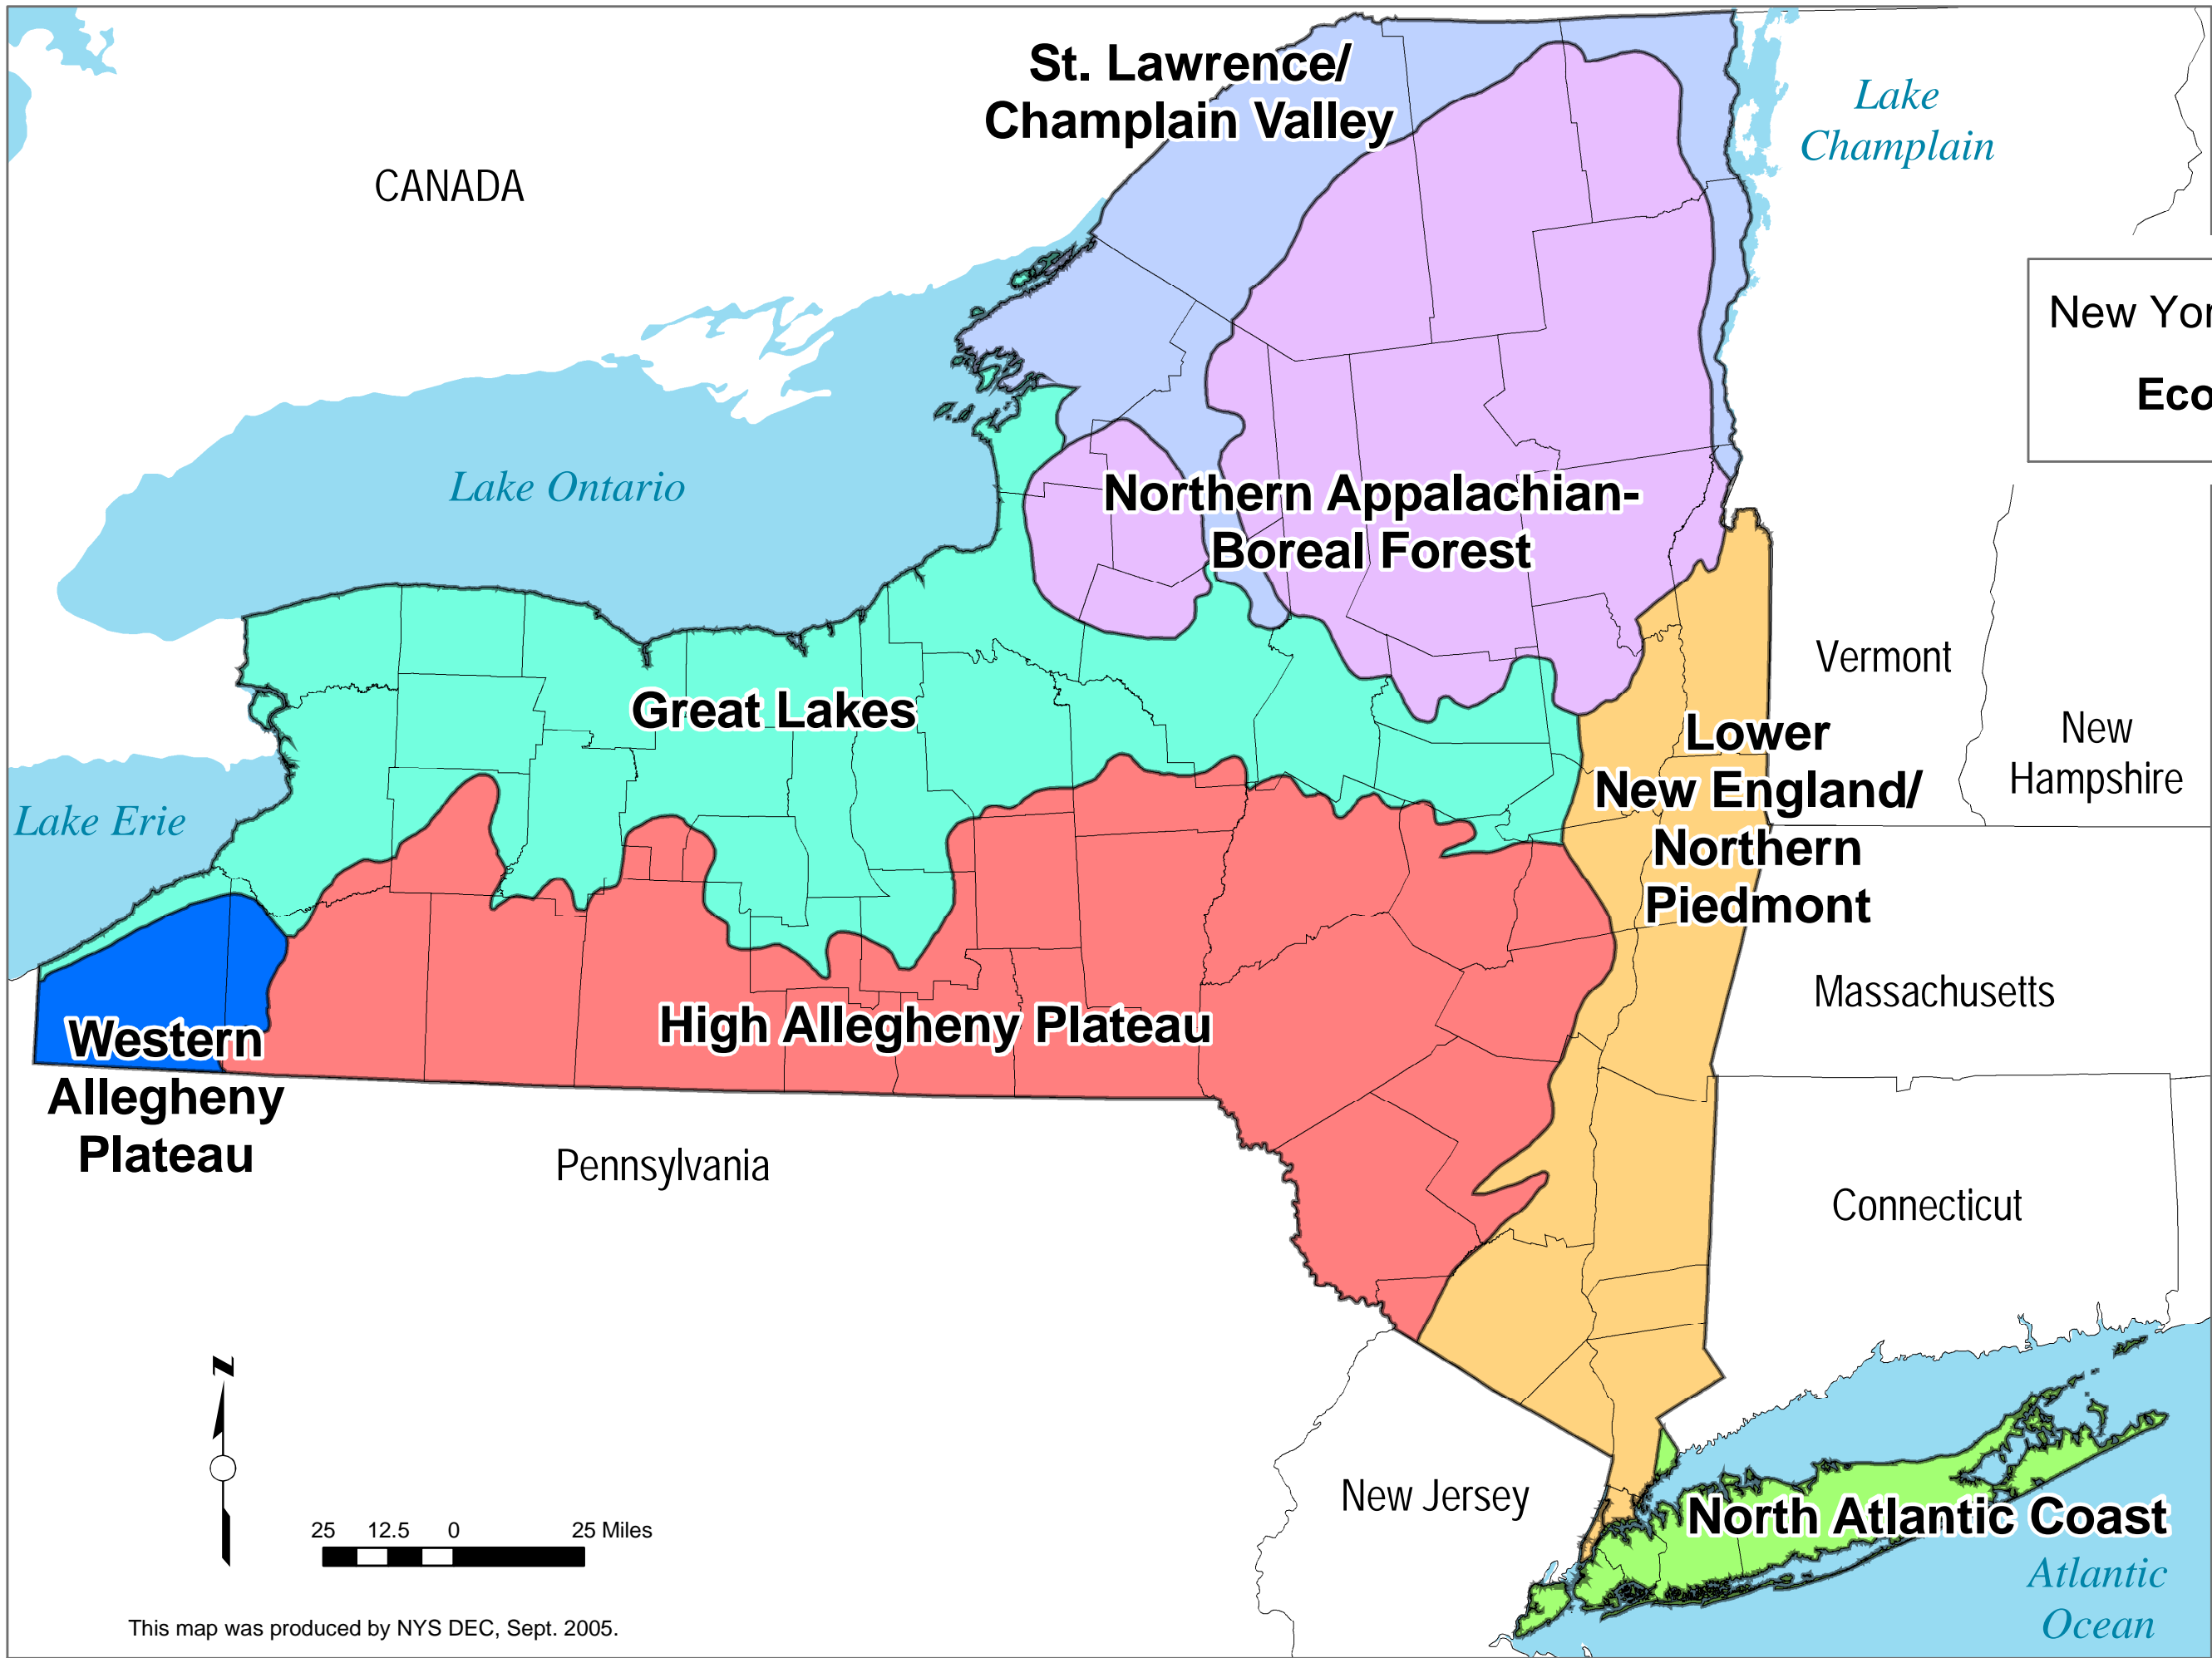 St. Lawrence/
Champlain Valley
Lake
Champlain
CANADA
New Yor
Eco
Lake Ontario
Northern Appalachian-
Boreal Forest
Vermont
New
Hampshire
Great Lakes
Lower
New England/
Northern
Piedmont
Lake Erie
Massachusetts
High Allegheny Plateau
Western
Allegheny
Plateau
Pennsylvania
Connecticut
New Jersey
North Atlantic Coast
Atlantic
Ocean
N
25 12.5 0 25 Miles
This map was produced by NYS DEC, Sept. 2005.